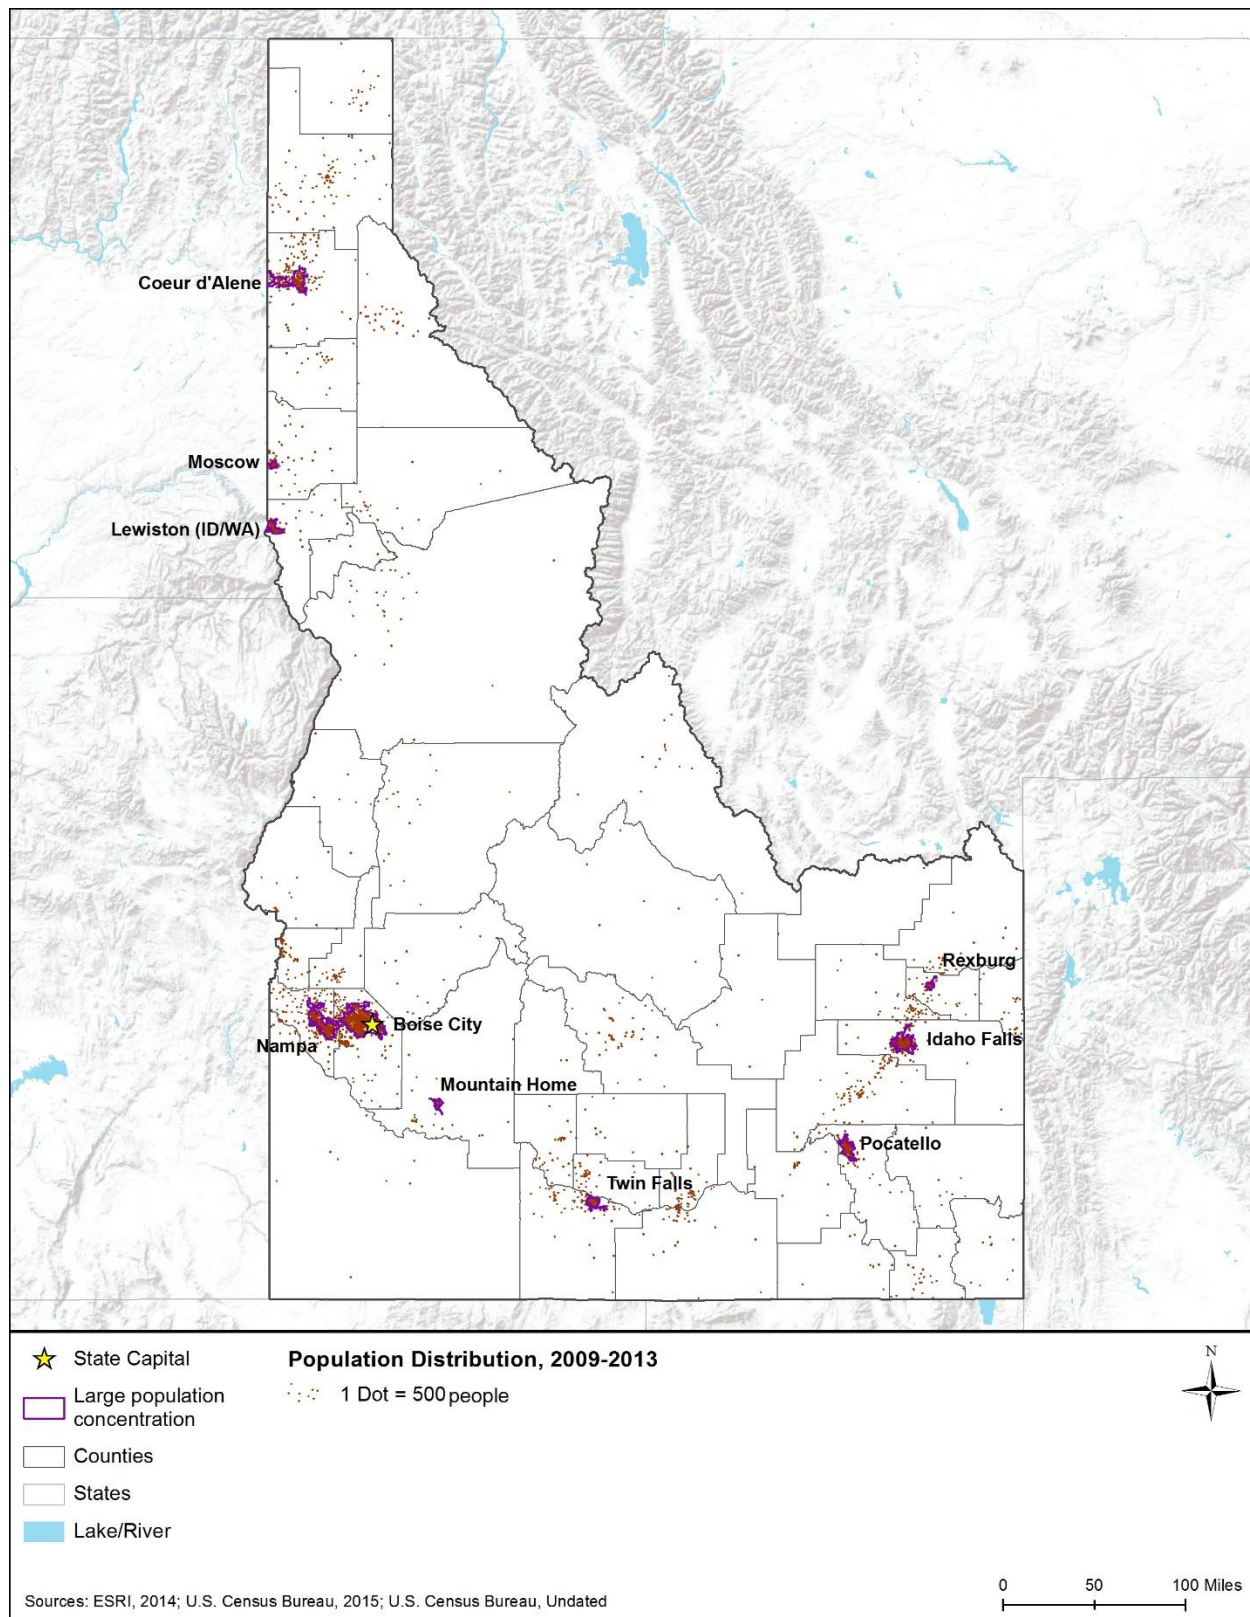 Coeur d'Alene
Moscow
Lewiston (ID/WA)
Rexburg
Boise City
Nampa
Idaho Falls
Mountain Home
Pocatello
Twin Falls
State Capital
Large population
concentration
Counties
States
Lake/River
Population Distribution, 2009-2013
1 Dot = 500 people
N
0 50 100 Miles
Sources: ESRI, 2014; U.S. Census Bureau, 2015; U.S. Census Bureau, Undated